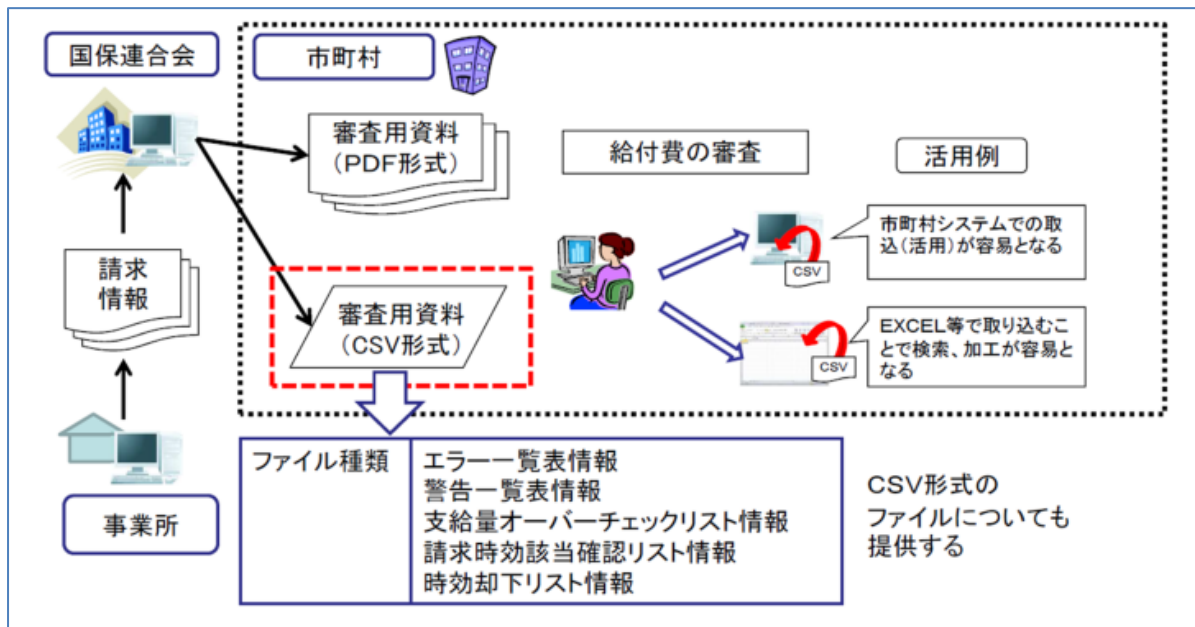 国保連合会
市町村
審査用資料
(PDF形式)
給付費の審査
活用例
市町村システムでの取
込(活用)が容易となる
CSV
請求
情報
審査用資料
(CSV形式)
EXCEL等で取り込むこ
とで検索、加工が容易と
なる
CSV
事業所
ファイル種類
エラー一覧表情報
警告一覧表情報
支給量オーバーチェックリスト情報
請求時効該当確認リスト情報
時効却下リスト情報
CSV形式の
ファイルについても
提供する